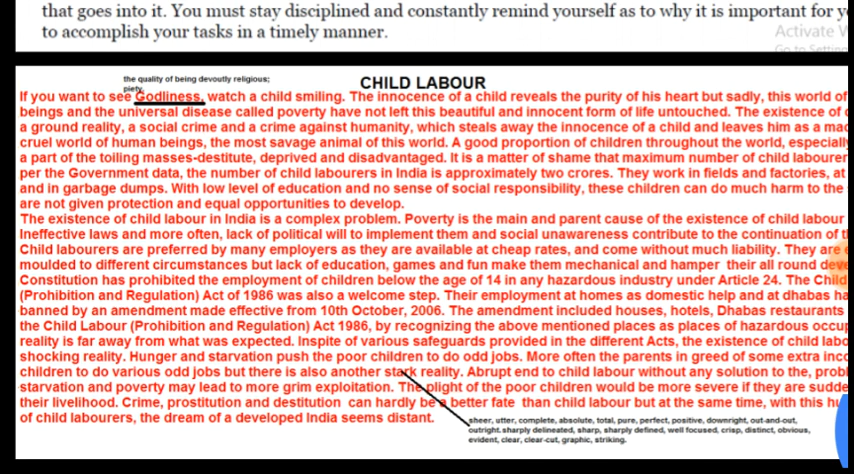 that goes into it. You must stay disciplined and constantly remind yourself as to why it is important for y
to accomplish your tasks in a timely manner.
Activate
Go to Settin
the quality of being devoutly religious;
piety.
CHILD LABOUR
If you want to see Godliness, watch a child smiling. The innocence of a child reveals the purity of his heart but sadly, this world of
beings and the universal disease called poverty have not left this beautiful and innocent form of life untouched. The existence of
a ground reality, a social crime and a crime against humanity, which steals away the innocence of a child and leaves him as a mac
cruel world of human beings, the most savage animal of this world. A good proportion of children throughout the world, especially
a part of the toiling masses-destitute, deprived and disadvantaged. It is a matter of shame that maximum number of child labourer
per the Government data, the number of child labourers in India is approximately two crores. They work in fields and factories, at
and in garbage dumps. With low level of education and no sense of social responsibility, these children can do much harm to the
are not given protection and equal opportunities to develop.
The existence of child labour in India is a complex problem. Poverty is the main and parent cause of the existence of child labour
Ineffective laws and more often, lack of political will to implement them and social unawareness contribute to the continuation of t
Child labourers are preferred by many employers as they are available at cheap rates, and come without much liability. They are
moulded to different circumstances but lack of education, games and fun make them mechanical and hamper their all round deve
Constitution has prohibited the employment of children below the age of 14 in any hazardous industry under Article 24. The Child
(Prohibition and Regulation) Act of 1986 was also a welcome step. Their employment at homes as domestic help and at dhabas ha
banned by an amendment made effective from 10th October, 2006. The amendment included houses, hotels, Dhabas restaurants
the Child Labour (Prohibition and Regulation) Act 1986, by recognizing the above mentioned places as places of hazardous occup
reality is far away from what was expected. Inspite of various safeguards provided in the different Acts, the existence of child labo
shocking reality. Hunger and starvation push the poor children to do odd jobs. More often the parents in greed of some extra inco
children to do various odd jobs but there is also another stark reality. Abrupt end to child labour without any solution to the, probl
starvation and poverty may lead to more grim exploitation. The plight of the poor children would be more severe if they are sudde
their livelihood. Crime, prostitution and destitution can hardly be a better fate than child labour but at the same time, with this hu
of child labourers, the dream of a developed India seems distant.
sheer, utter, complete, absolute, total, pure, perfect, positive, downright, out-and-out,
outright.sharply delineated, sharp, sharply defined, well focused, crisp, distinct, obvious,
evident, clear, clear-cut, graphic, striking.